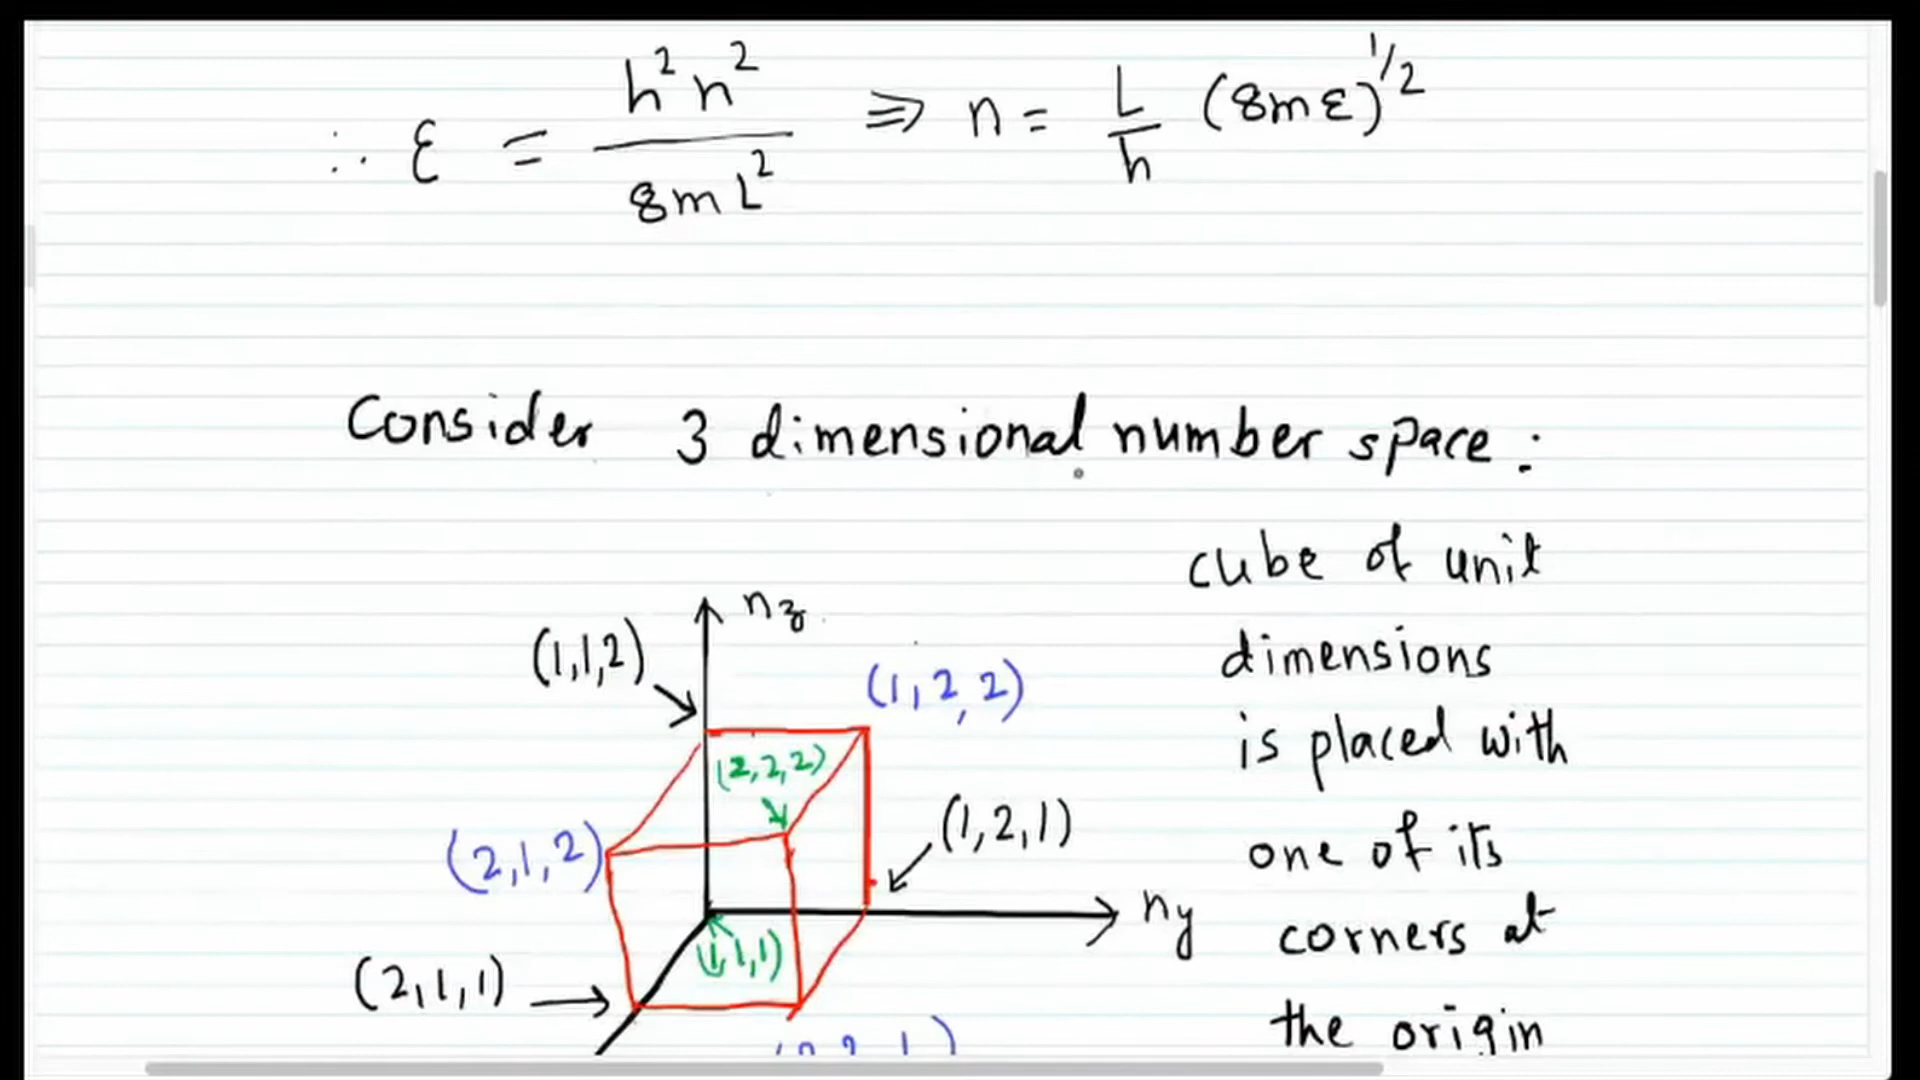 ∴ ε = h²n² / 8mL² ⇒ n = L/h (8mε)^1/2
Consider 3 dimensional number space :
cube of unit
dimensions
is placed with
one of its
corners at
the origin
nz
(1,1,2)
(1,2,2)
(2,2,2)
(1,2,1)
(2,1,2)
ny
(1,1,1)
(2,1,1)